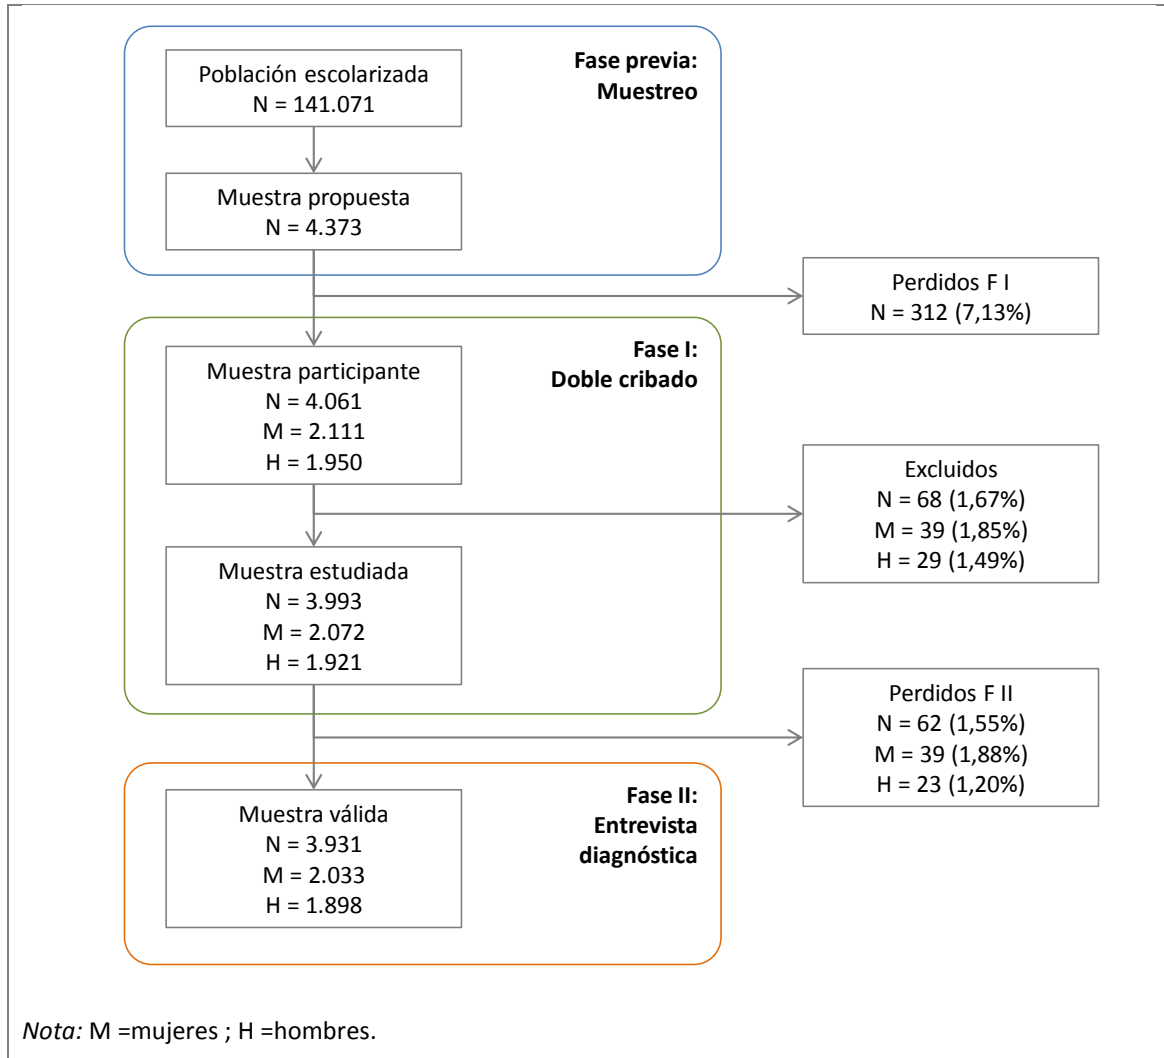 Fase previa:
Muestreo
Población escolarizada
N = 141.071
Muestra propuesta
N = 4.373
Perdidos F I
N = 312 (7,13%)
Fase I:
Doble cribado
Muestra participante
N = 4.061
M = 2.111
H = 1.950
Excluidos
N = 68 (1,67%)
M = 39 (1,85%)
H = 29 (1,49%)
Muestra estudiada
N = 3.993
M = 2.072
H = 1.921
Perdidos F II
N = 62 (1,55%)
M = 39 (1,88%)
H = 23 (1,20%)
Fase II:
Entrevista
diagnóstica
Muestra válida
N = 3.931
M = 2.033
H = 1.898
Nota: M =mujeres ; H =hombres.